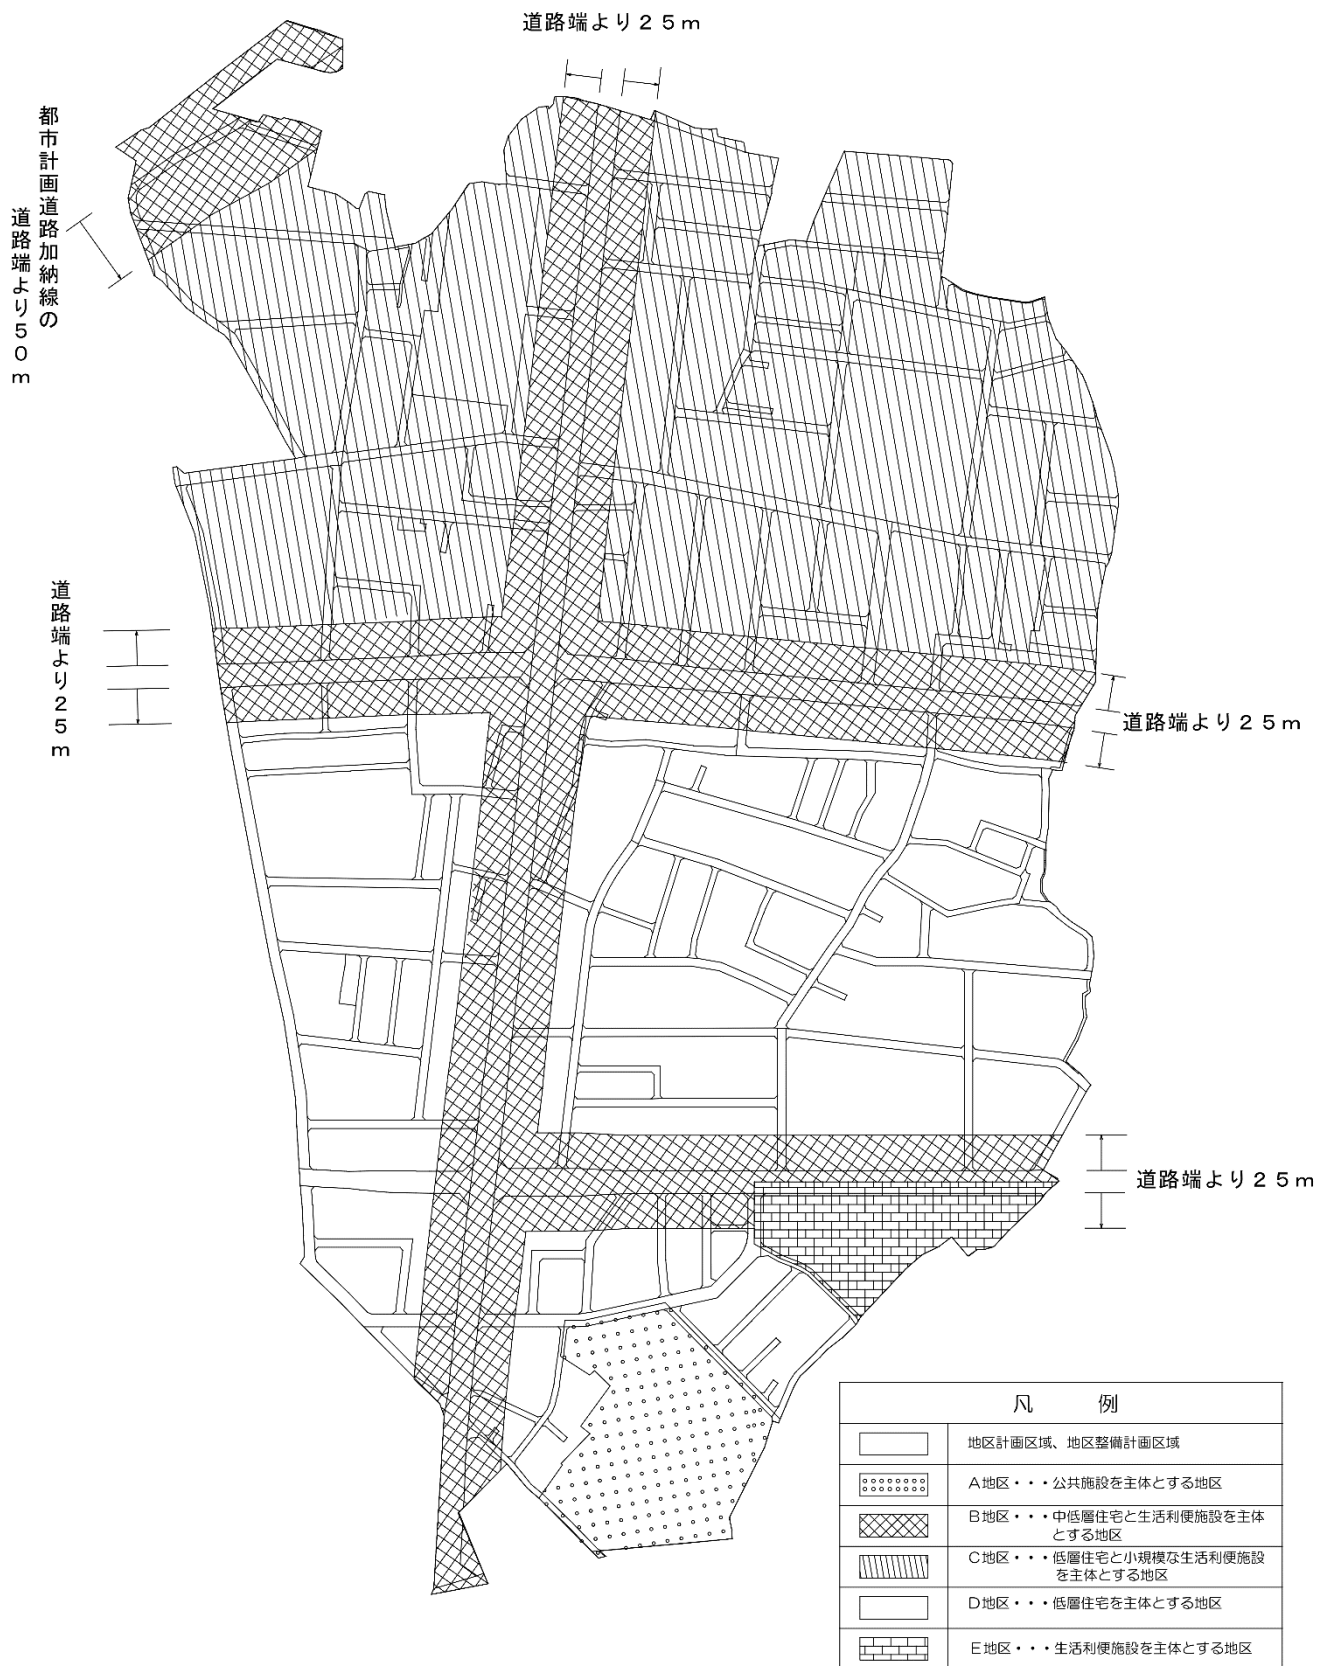 道路端より２５ｍ
都市計画道路加納線の
道路端より５０ｍ
道路端より２５ｍ
道路端より２５ｍ
道路端より２５ｍ
凡　例
地区計画区域、地区整備計画区域
A地区・・・公共施設を主体とする地区
B地区・・・中低層住宅と生活利便施設を主体
とする地区
C地区・・・低層住宅と小規模な生活利便施設
を主体とする地区
D地区・・・低層住宅を主体とする地区
E地区・・・生活利便施設を主体とする地区